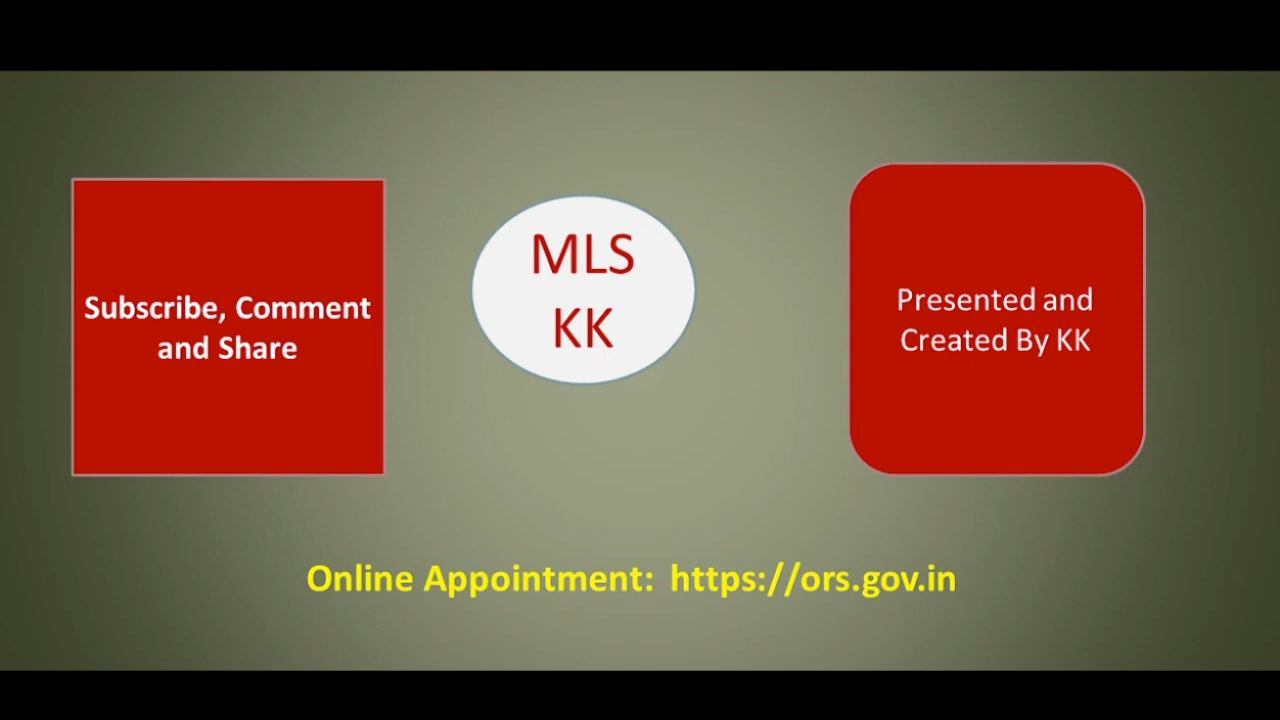 Subscribe, Comment
and Share
MLS
KK
Presented and
Created By KK
Online Appointment: https://ors.gov.in